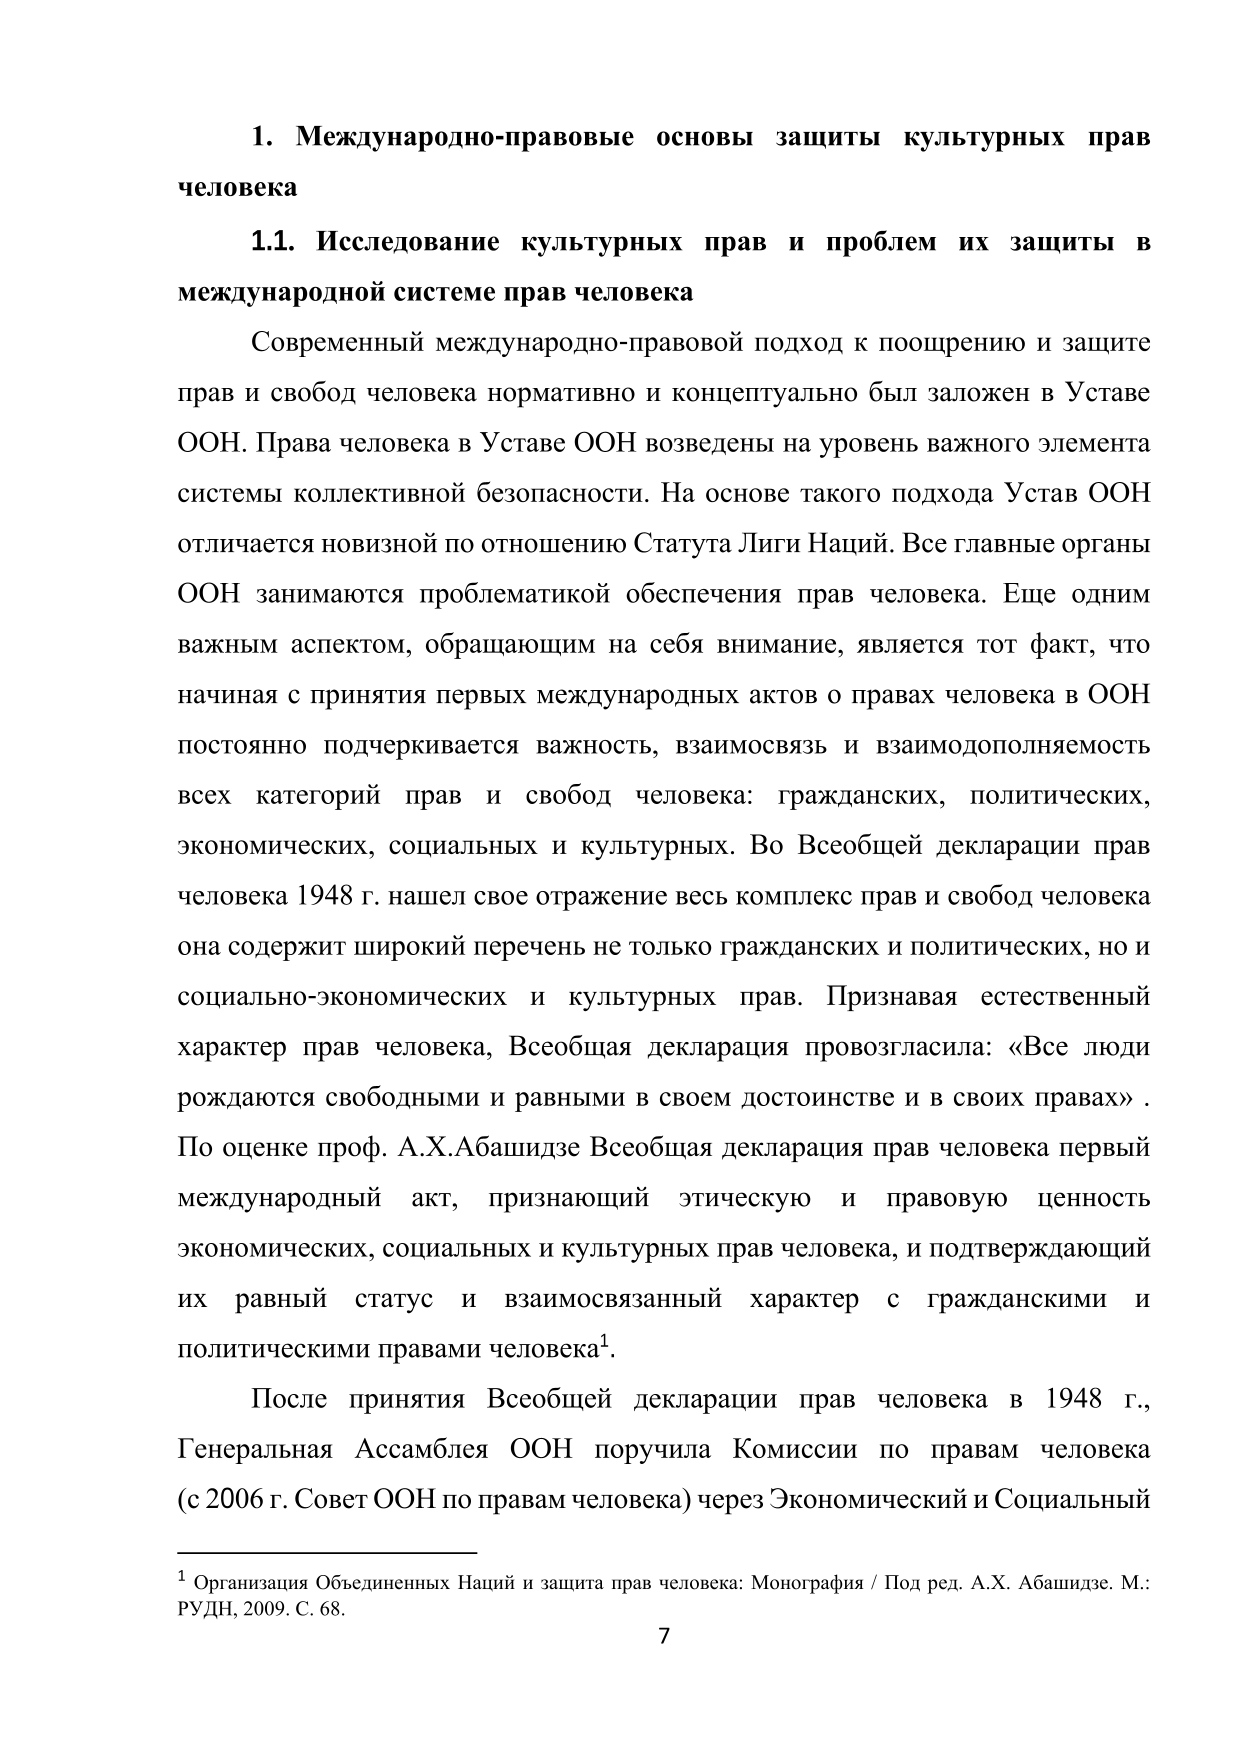 1. Международно-правовые основы защиты культурных прав
человека
1.1. Исследование культурных прав и проблем их защиты в
международной системе прав человека
Современный международно-правовой подход к поощрению и защите
прав и свобод человека нормативно и концептуально был заложен в Уставе
ООН. Права человека в Уставе ООН возведены на уровень важного элемента
системы коллективной безопасности. На основе такого подхода Устав ООН
отличается новизной по отношению Статута Лиги Наций. Все главные органы
ООН занимаются проблематикой обеспечения прав человека. Еще одним
важным аспектом, обращающим на себя внимание, является тот факт, что
начиная с принятия первых международных актов о правах человека в ООН
постоянно подчеркивается важность, взаимосвязь и взаимодополняемость
всех категорий прав и свобод человека: гражданских, политических,
экономических, социальных и культурных. Во Всеобщей декларации прав
человека 1948 г. нашел свое отражение весь комплекс прав и свобод человека
она содержит широкий перечень не только гражданских и политических, но и
социально-экономических и культурных прав. Признавая естественный
характер прав человека, Всеобщая декларация провозгласила: «Все люди
рождаются свободными и равными в своем достоинстве и в своих правах» .
По оценке проф. А.Х.Абашидзе Всеобщая декларация прав человека первый
международный акт, признающий этическую и правовую ценность
экономических, социальных и культурных прав человека, и подтверждающий
их равный статус и взаимосвязанный характер с гражданскими и
политическими правами человека¹.
После принятия Всеобщей декларации прав человека в 1948 г.,
Генеральная Ассамблея ООН поручила Комиссии по правам человека
(с 2006 г. Совет ООН по правам человека) через Экономический и Социальный
¹ Организация Объединенных Наций и защита прав человека: Монография / Под ред. А.Х. Абашидзе. М.:
РУДН, 2009. С. 68.
7